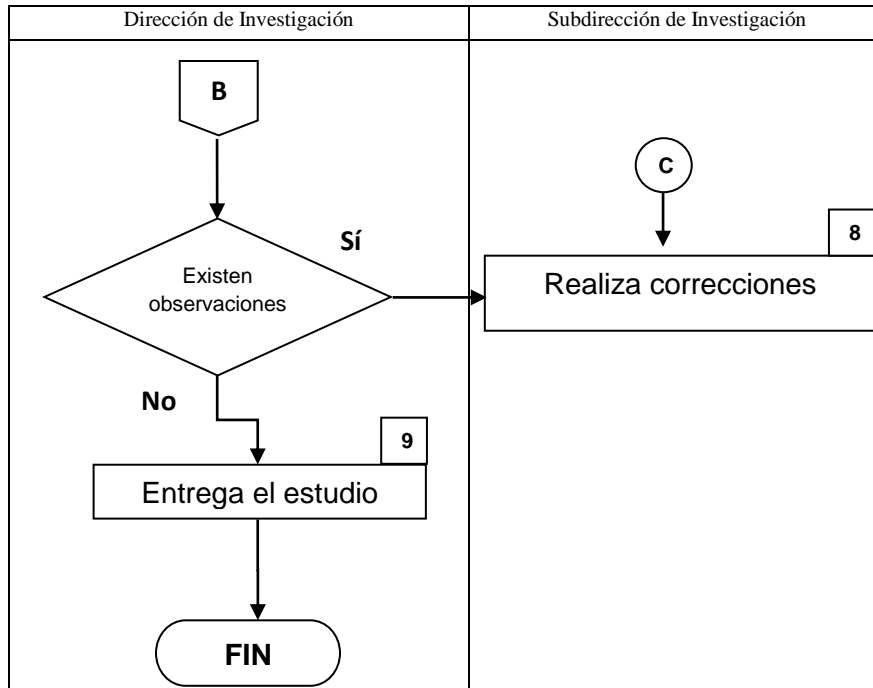 Dirección de Investigación
Subdirección de Investigación
B
C
Sí
8
Existen
observaciones
Realiza correcciones
No
9
Entrega el estudio
FIN